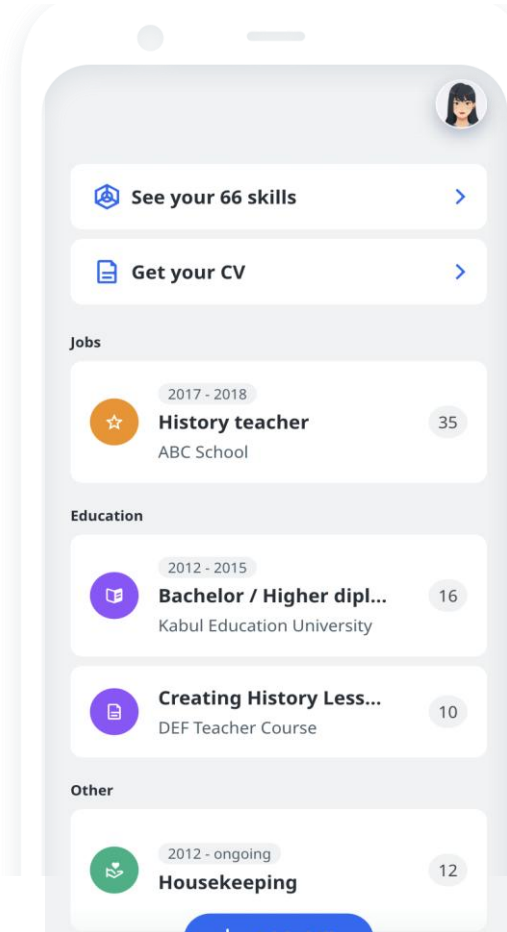 See your 66 skills
Get your CV
Jobs
2017 - 2018
History teacher
35
ABC School
Education
2012 - 2015
Bachelor / Higher dipl...
16
Kabul Education University
Creating History Less...
10
DEF Teacher Course
Other
2012 - ongoing
12
Housekeeping